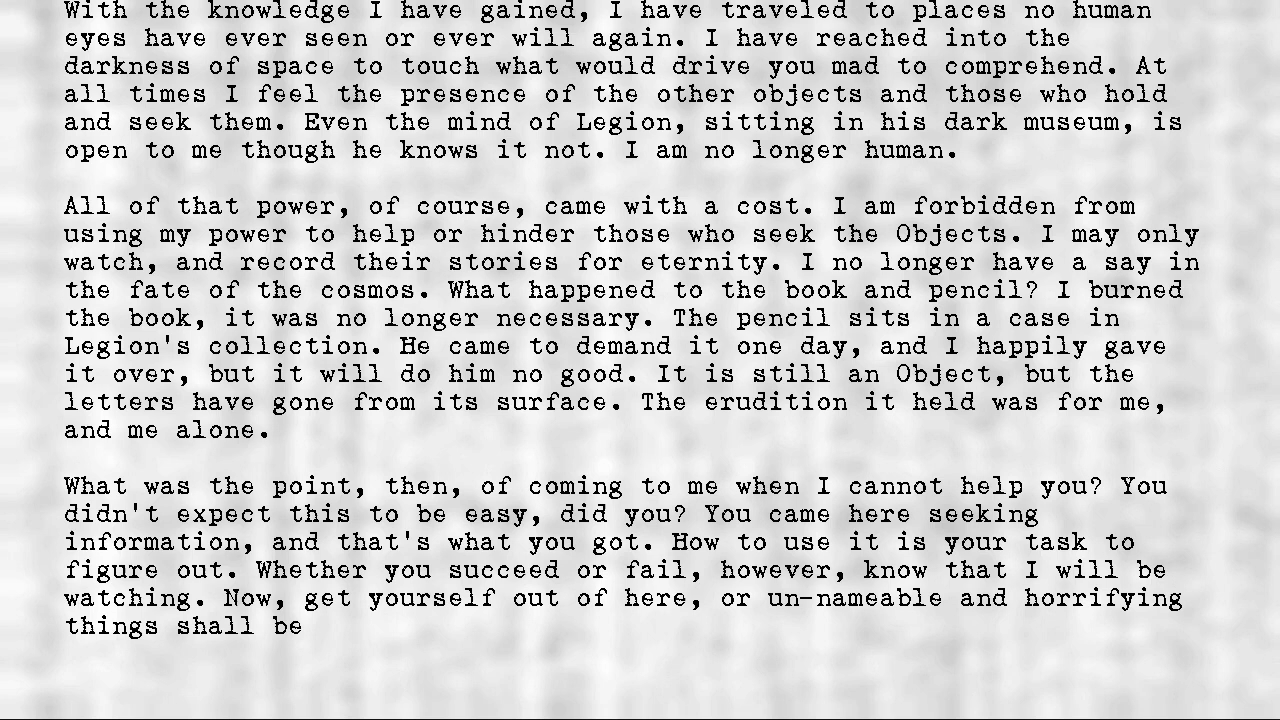 With the knowledge I have gained, I have traveled to places no human
eyes have ever seen or ever will again. I have reached into the
darkness of space to touch what would drive you mad to comprehend. At
all times I feel the presence of the other objects and those who hold
and seek them. Even the mind of Legion, sitting in his dark museum, is
open to me though he knows it not. I am no longer human.

All of that power, of course, came with a cost. I am forbidden from
using my power to help or hinder those who seek the Objects. I may only
watch, and record their stories for eternity. I no longer have a say in
the fate of the cosmos. What happened to the book and pencil? I burned
the book, it was no longer necessary. The pencil sits in a case in
Legion's collection. He came to demand it one day, and I happily gave
it over, but it will do him no good. It is still an Object, but the
letters have gone from its surface. The erudition it held was for me,
and me alone.

What was the point, then, of coming to me when I cannot help you? You
didn't expect this to be easy, did you? You came here seeking
information, and that's what you got. How to use it is your task to
figure out. Whether you succeed or fail, however, know that I will be
watching. Now, get yourself out of here, or un-nameable and horrifying
things shall be